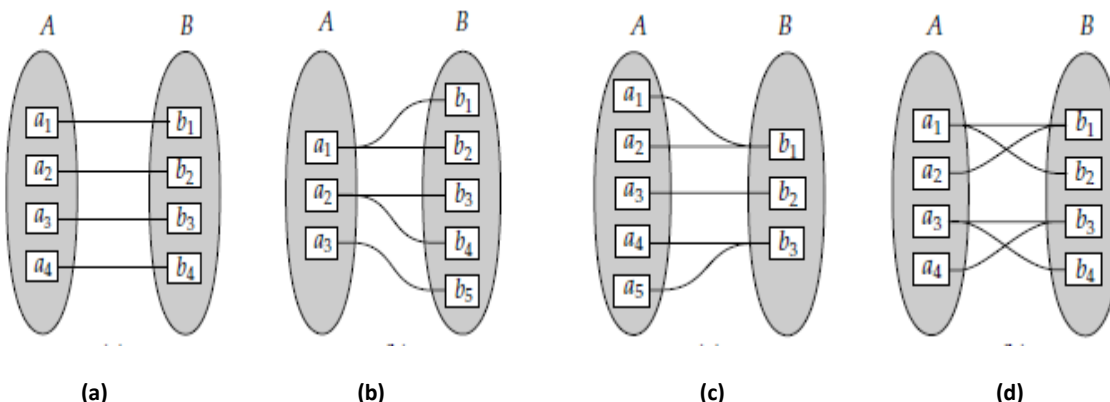 A B
a1 b1
a2 b2
a3 b3
a4 b4
(a)
A B
b1
a1 b2
a2 b3
a3 b4
b5
(b)
A B
a1
a2 b1
a3 b2
a4 b3
a5
(c)
A B
a1 b1
a2 b2
a3 b3
a4 b4
(d)